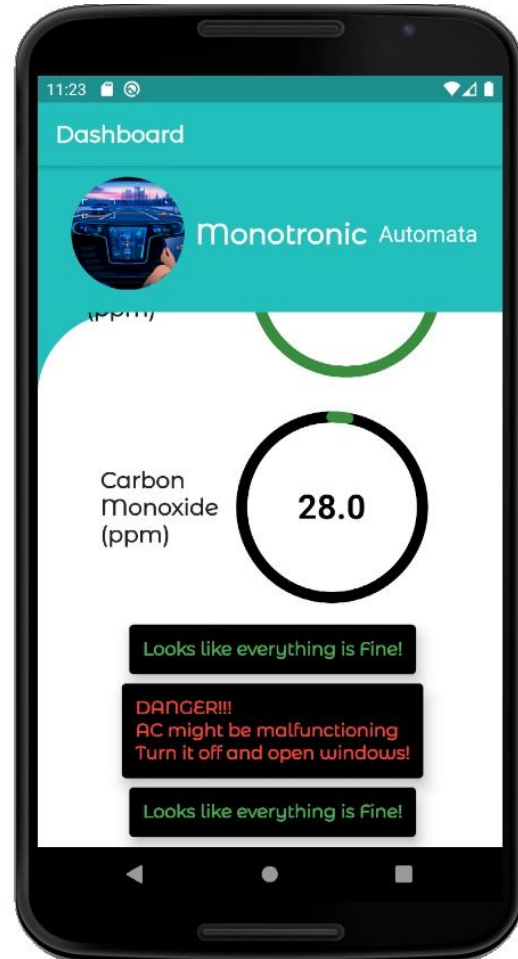 11:23
Dashboard
Monotronic Automata
(ppm)
Carbon
Monoxide
(ppm)
28.0
Looks like everything is Fine!
DANGER!!!
AC might be malfunctioning
Turn it off and open windows!
Looks like everything is Fine!